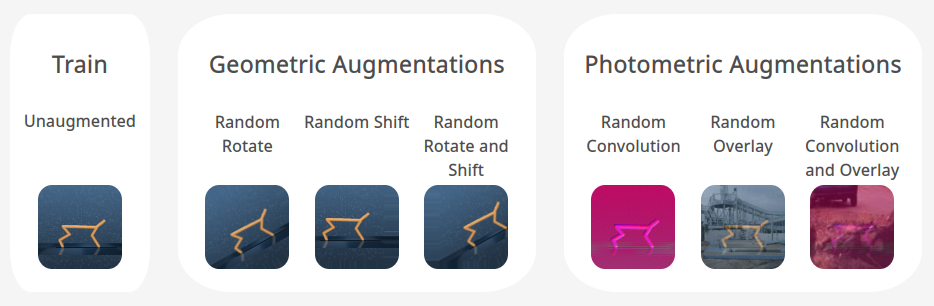 Train
Unaugmented
Geometric Augmentations
Random
Rotate
Random Shift
Random
Rotate and
Shift
Photometric Augmentations
Random
Convolution
Random
Overlay
Random
Convolution
and Overlay